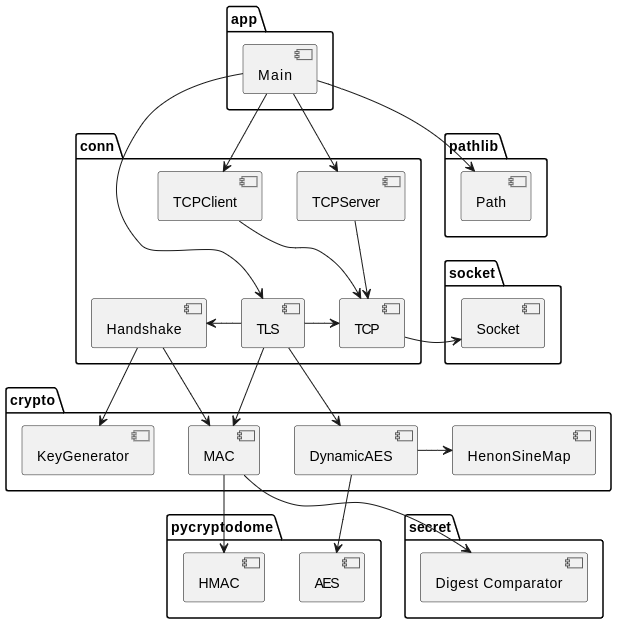 app
Main
conn
pathlib
TCPClient
TCPServer
Path
socket
Handshake
TLS
TCP
Socket
crypto
KeyGenerator
MAC
DynamicAES
HenonSineMap
pycryptodome
secret
HMAC
AES
Digest Comparator